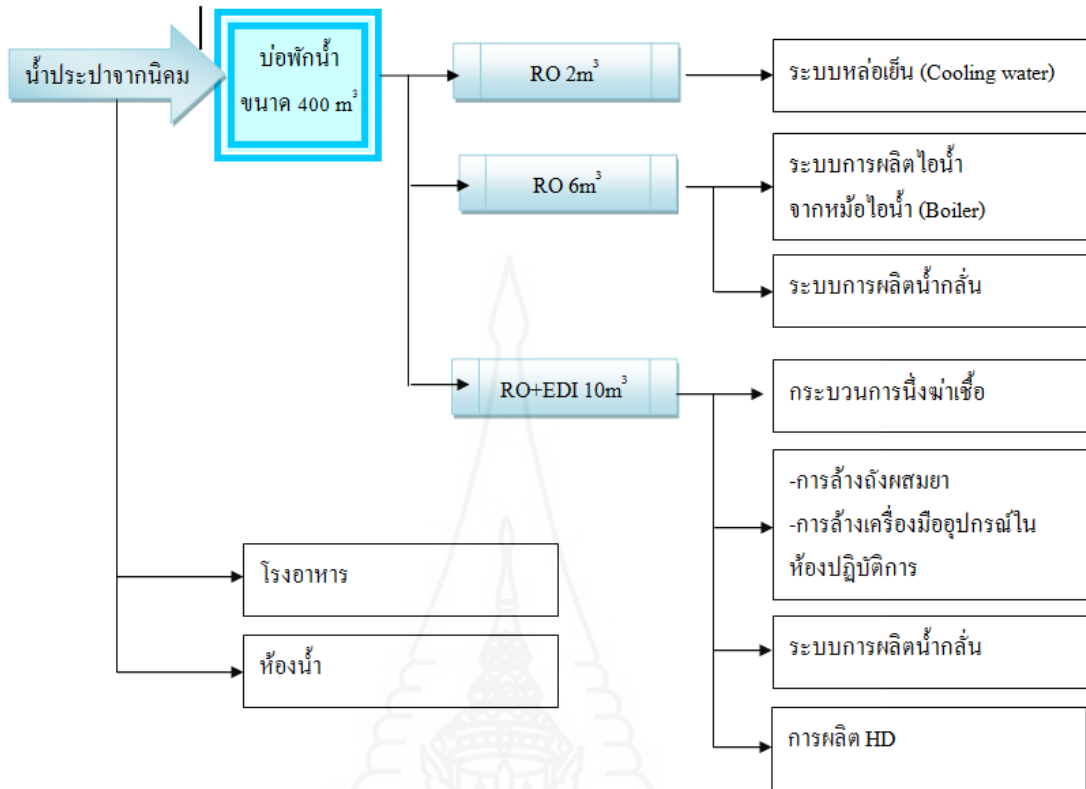 น้ำประปาจากนิคม
บ่อพักน้ำ
ขนาด 400 m³
RO 2m³
ระบบหล่อเย็น (Cooling water)
RO 6m³
ระบบการผลิตไอน้ำ
จากหม้อไอน้ำ (Boiler)
ระบบการผลิตน้ำกลั่น
RO+EDI 10m³
กระบวนการนึ่งฆ่าเชื้อ
-การล้างถังผสมยา
-การล้างเครื่องมืออุปกรณ์ใน
ห้องปฏิบัติการ
ระบบการผลิตน้ำกลั่น
การผลิต HD
โรงอาหาร
ห้องน้ำ